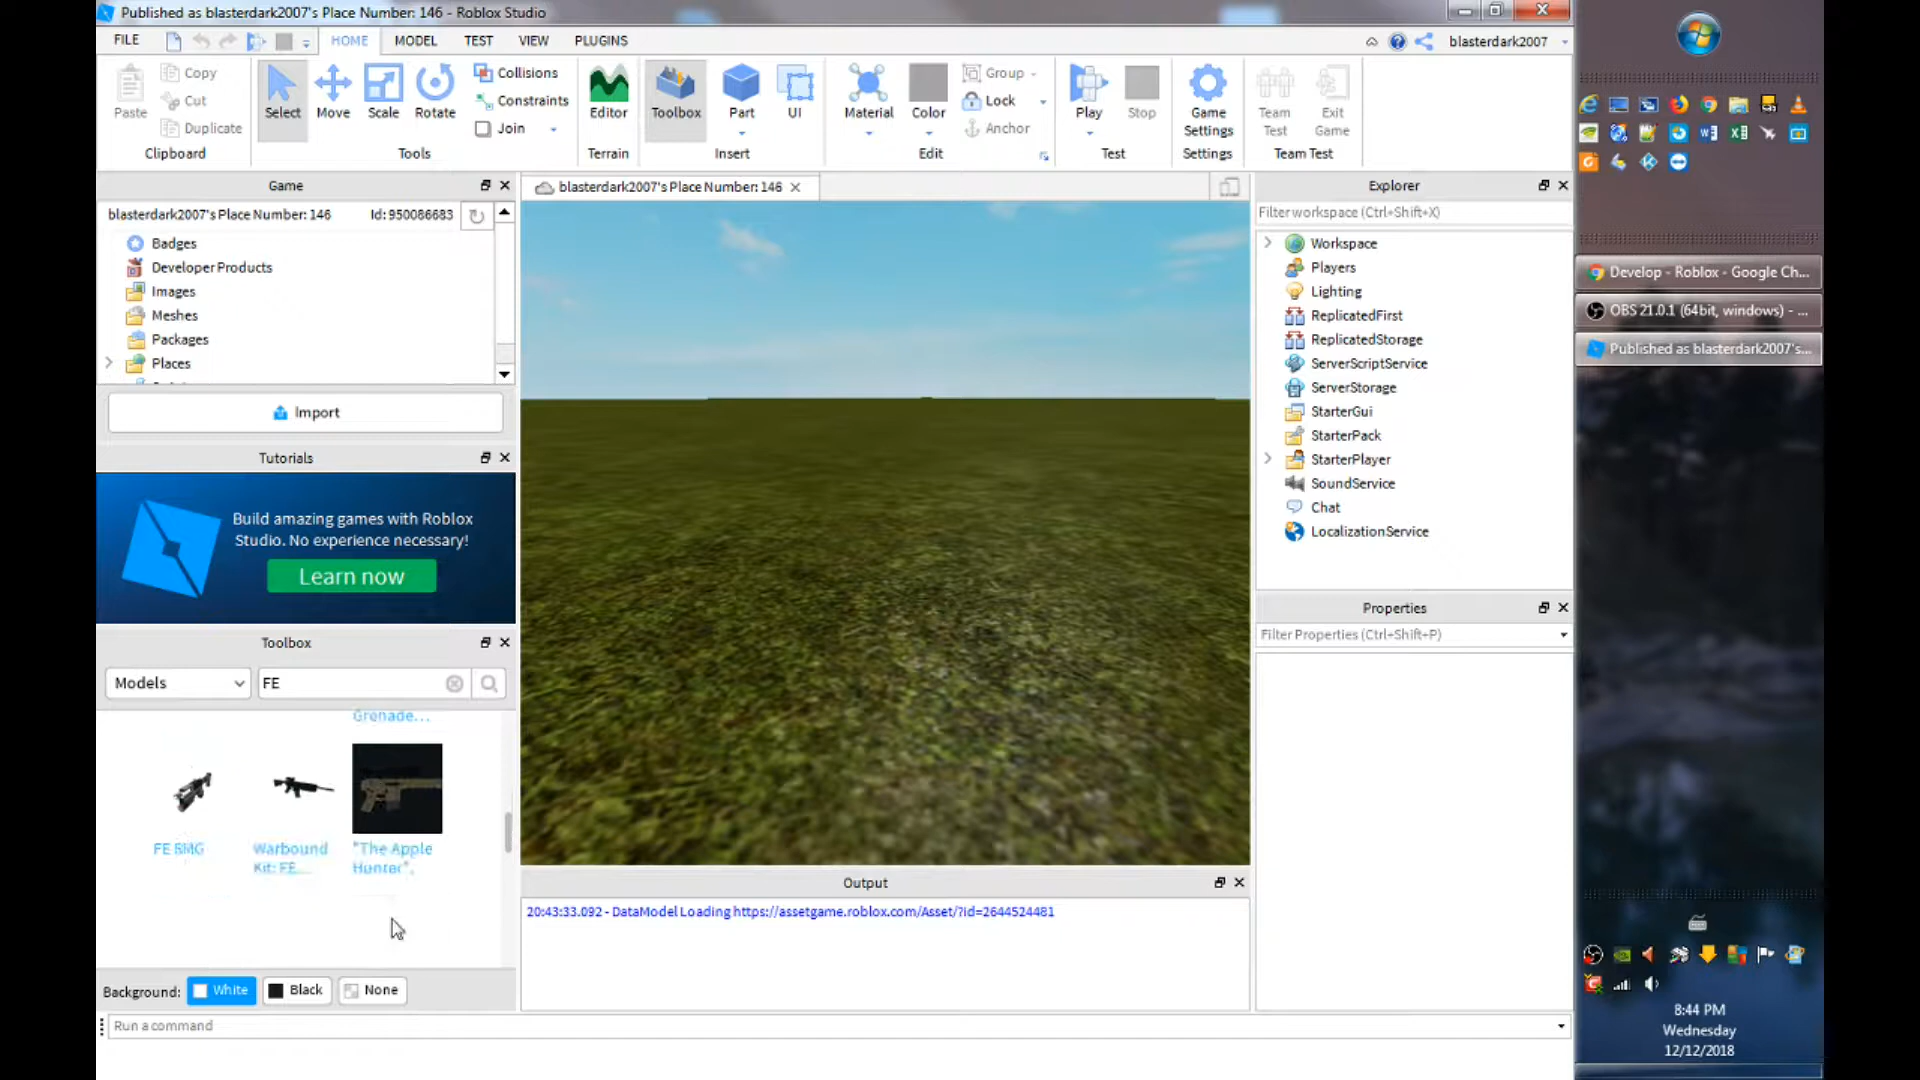 Published as blasterdark2007's Place Number: 146 - Roblox Studio
FILE HOME MODEL TEST VIEW PLUGINS blasterdark2007
Paste Copy Cut Duplicate Clipboard
Select Move Scale Rotate Collisions Constraints Join Tools
Editor Terrain
Toolbox Part UI Insert
Material Color Group Lock Anchor Edit
Play Stop Test
Game Settings Settings
Team Test Exit Game Team Test
Game
blasterdark2007's Place Number: 146 Id: 950086683
Badges
Developer Products
Images
Meshes
Packages
Places
Import
Tutorials
Build amazing games with Roblox
Studio. No experience necessary!
Learn now
Toolbox
Models FE
Grenade...
FE SMG
Warbound
Kit: FE...
"The Apple
Hunter",
Background: White Black None
Run a command
blasterdark2007's Place Number: 146
Output
20:43:33.092 - DataModel Loading https://assetgame.roblox.com/Asset/?id=2644524481
Explorer
Filter workspace (Ctrl+Shift+X)
Workspace
Players
Lighting
ReplicatedFirst
ReplicatedStorage
ServerScriptService
ServerStorage
StarterGui
StarterPack
StarterPlayer
SoundService
Chat
LocalizationService
Properties
Filter Properties (Ctrl+Shift+P)
Develop - Roblox - Google Ch...
OBS 21.0.1 (64bit, windows) - ...
Published as blasterdark2007's...
8:44 PM
Wednesday
12/12/2018